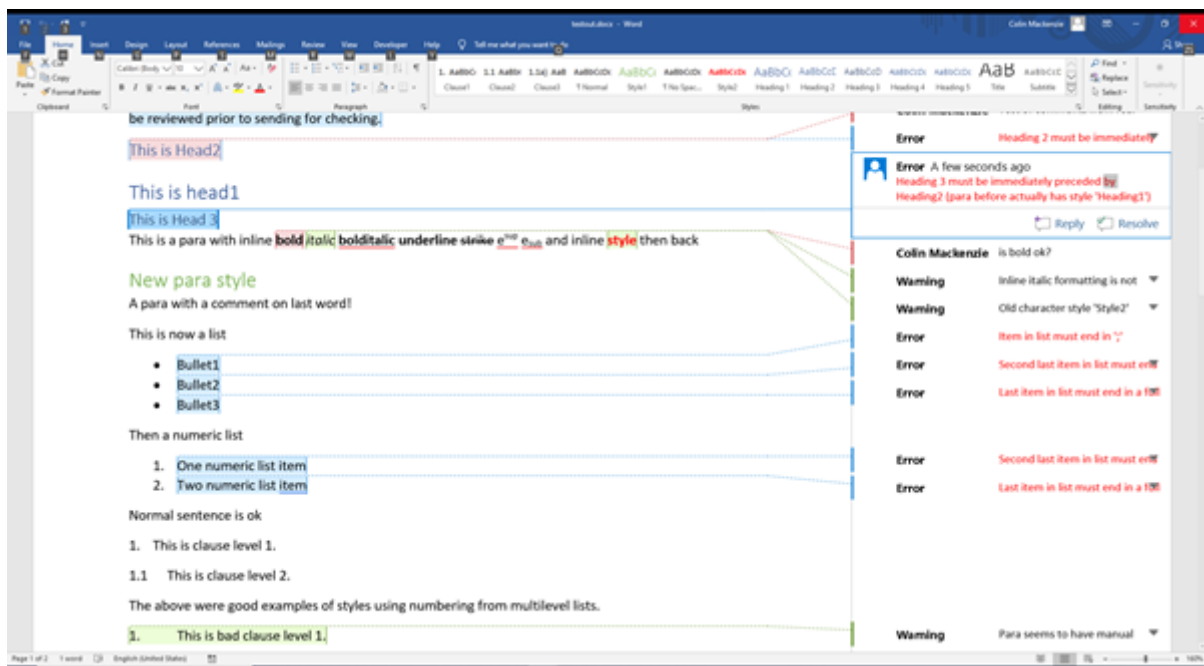 testout.docx - Word
Colin Mackenzie
File Home Insert Design Layout References Mailings Review View Developer Help Tell me what you want to do
Paste
Cut
Copy
Format Painter
Calibri (Body) 10
Clipboard Font Paragraph Styles Editing Sensitivity
Clause1 Clause2 Clause3 Normal Style1 No Spac... Style2 Heading 1 Heading 2 Heading 3 Heading 4 Heading 5 Title Subtitle
Find
Replace
Select
Sensitivity
be reviewed prior to sending for checking.
This is Head2
This is head1
This is Head 3
This is a para with inline bold italic bolditalic underline strike e sup e sub and inline style then back
New para style
A para with a comment on last word!
This is now a list
• Bullet1
• Bullet2
• Bullet3
Then a numeric list
1. One numeric list item
2. Two numeric list item
Normal sentence is ok
1. This is clause level 1.
1.1 This is clause level 2.
The above were good examples of styles using numbering from multilevel lists.
1. This is bad clause level 1.
Error Heading 2 must be immediately
Error A few seconds ago
Heading 3 must be immediately preceded by
Heading2 (para before actually has style 'Heading1')
Reply Resolve
Colin Mackenzie is bold ok?
Warning Inline italic formatting is not
Warning Old character style 'Style2'
Error Item in list must end in ';'
Error Second last item in list must
Error Last item in list must end in a
Error Second last item in list must
Error Last item in list must end in a
Warning Para seems to have manual
Page 1 of 2 1 word English (United States) 100%